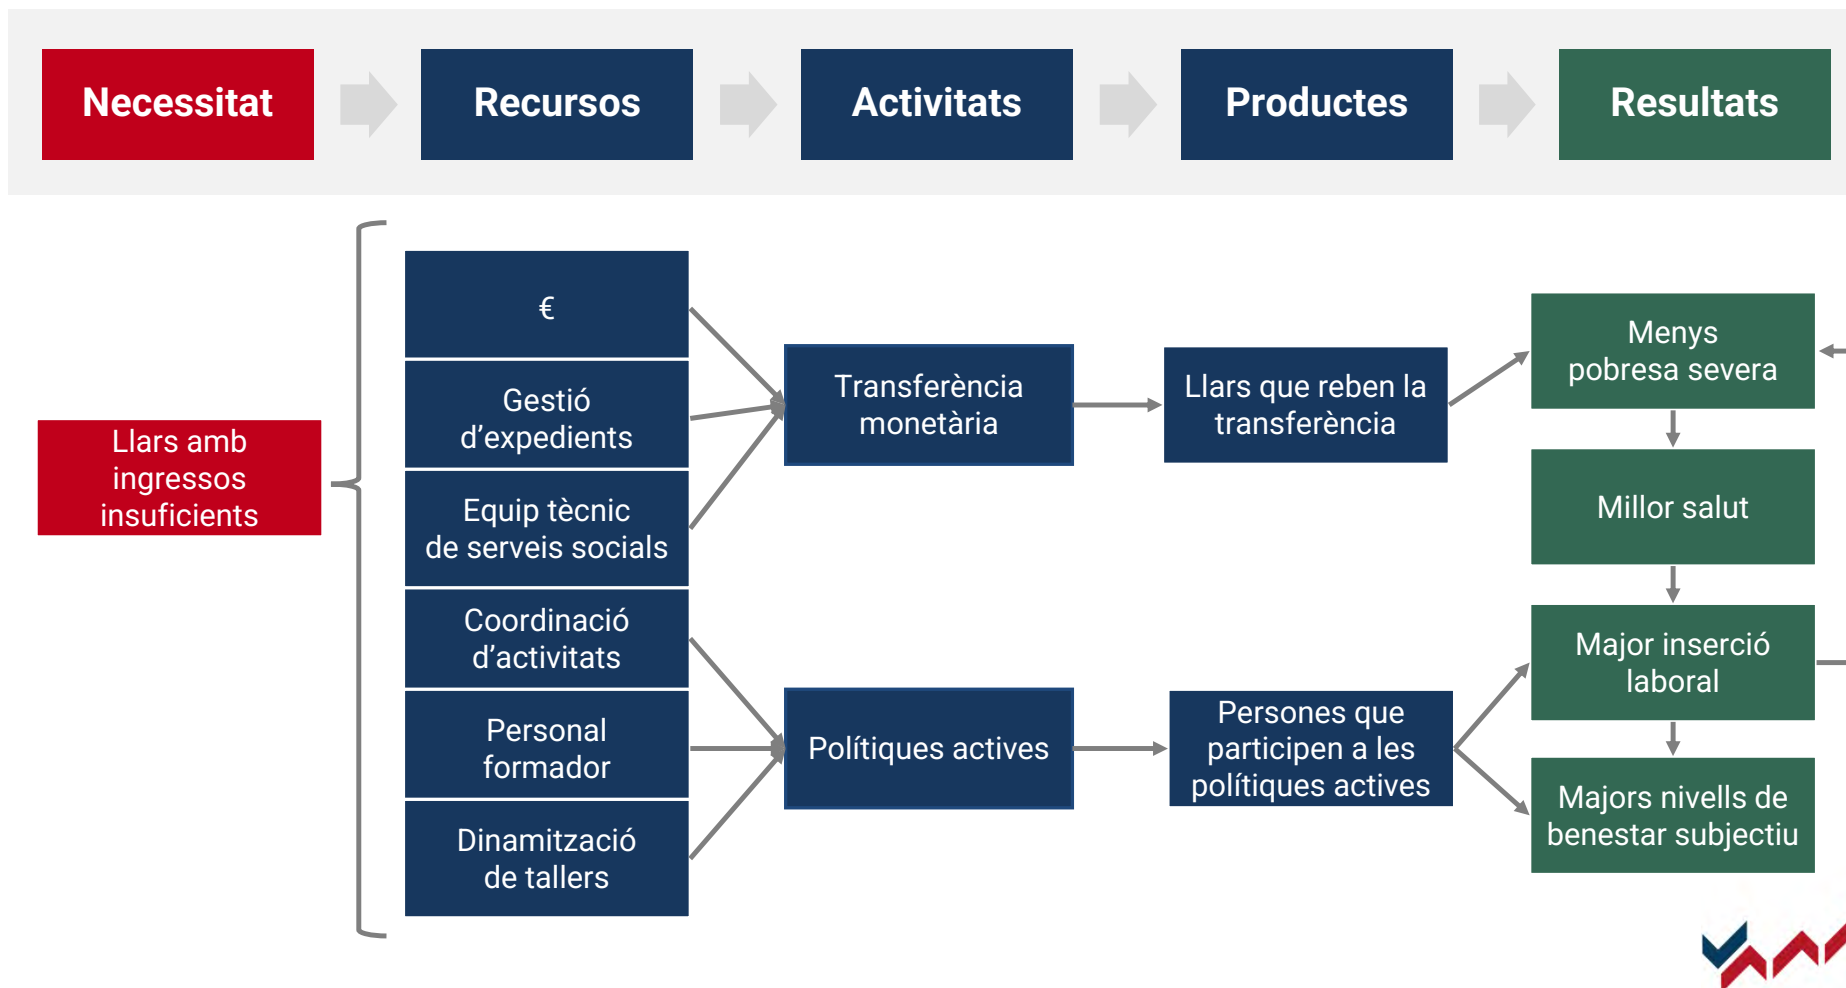 Necessitat
Recursos
Activitats
Productes
Resultats
Llars amb
ingressos
insuficients
€
Gestió
d’expedients
Equip tècnic
de serveis socials
Coordinació
d’activitats
Personal
formador
Dinamització
de tallers
Transferència
monetària
Polítiques actives
Llars que reben la
transferència
Persones que
participen a les
polítiques actives
Menys
pobresa severa
Millor salut
Major inserció
laboral
Majors nivells de
benestar subjectiu